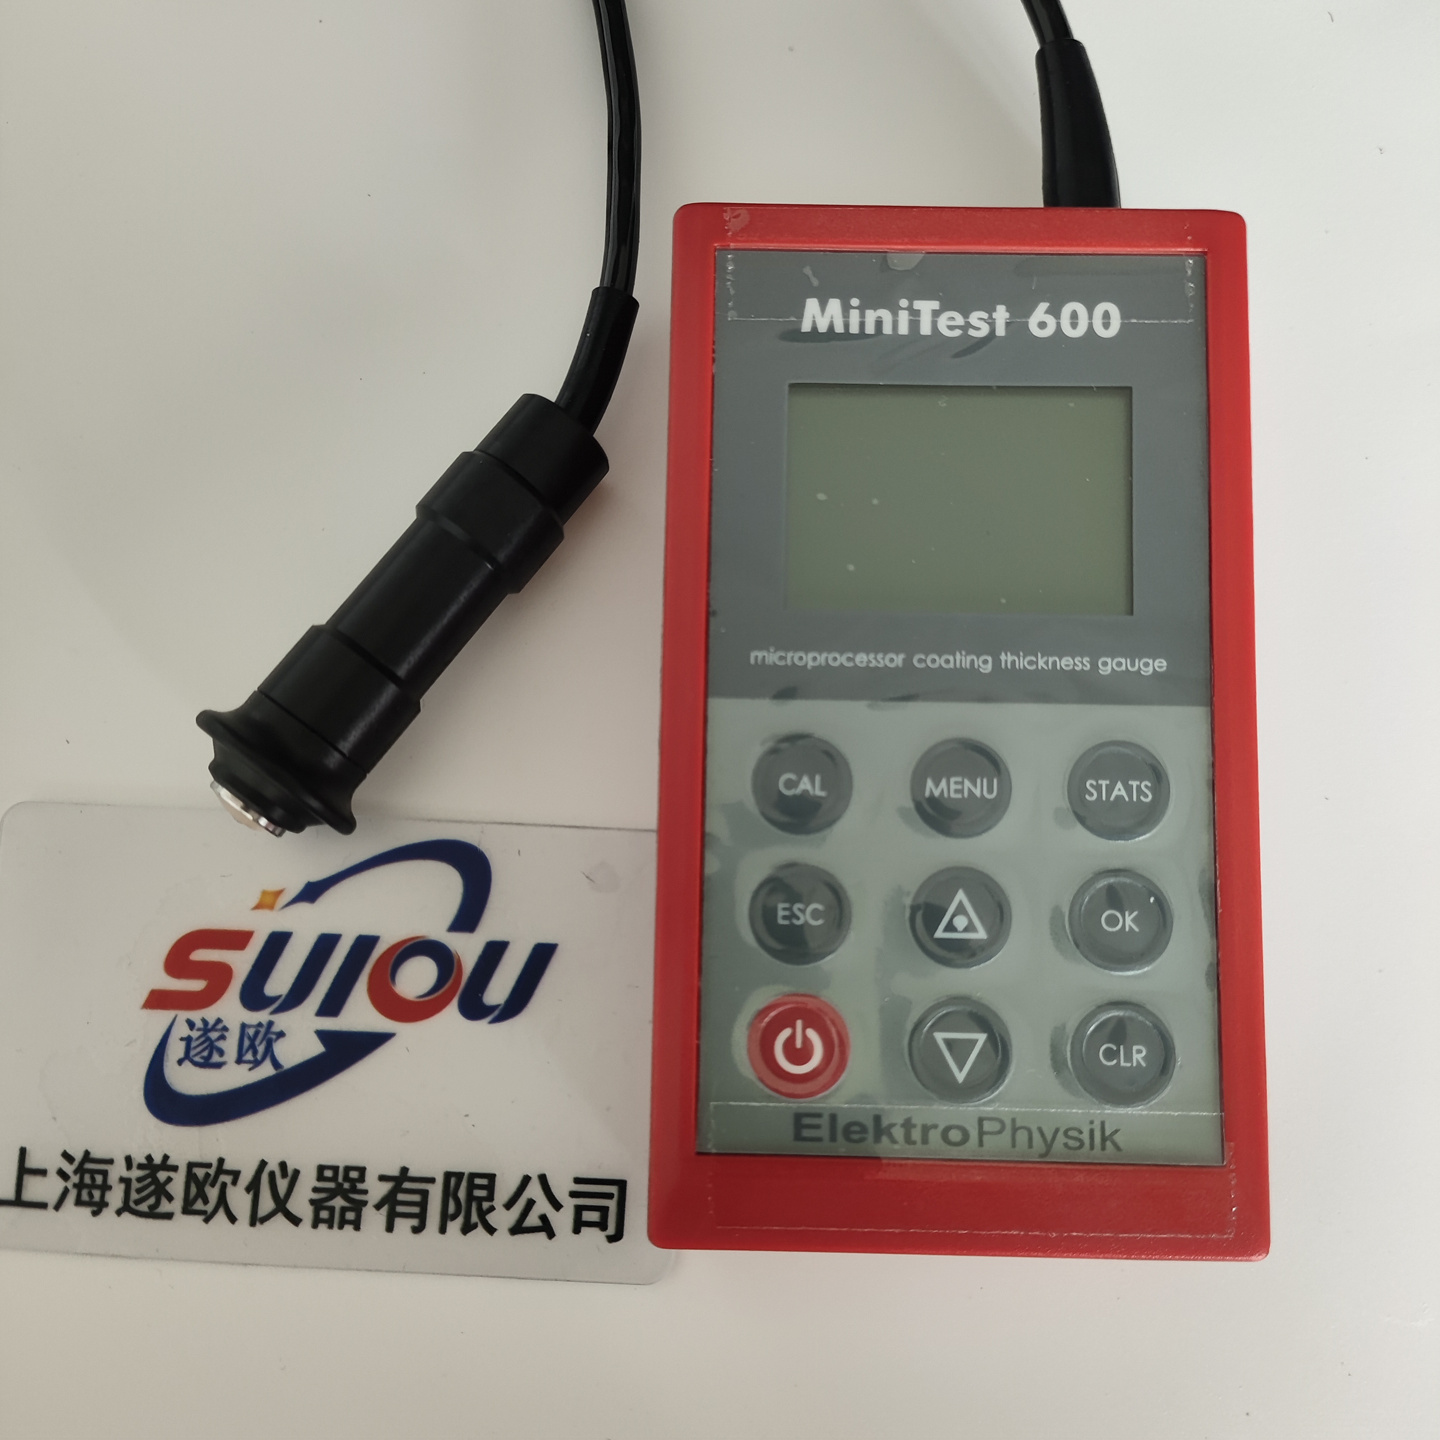 MiniTest 600
microprocessor coating thickness gauge
CAL MENU STATS
ESC OK
CLR
ElektroPhysik
SUIOU
遂欧
上海遂欧仪器有限公司